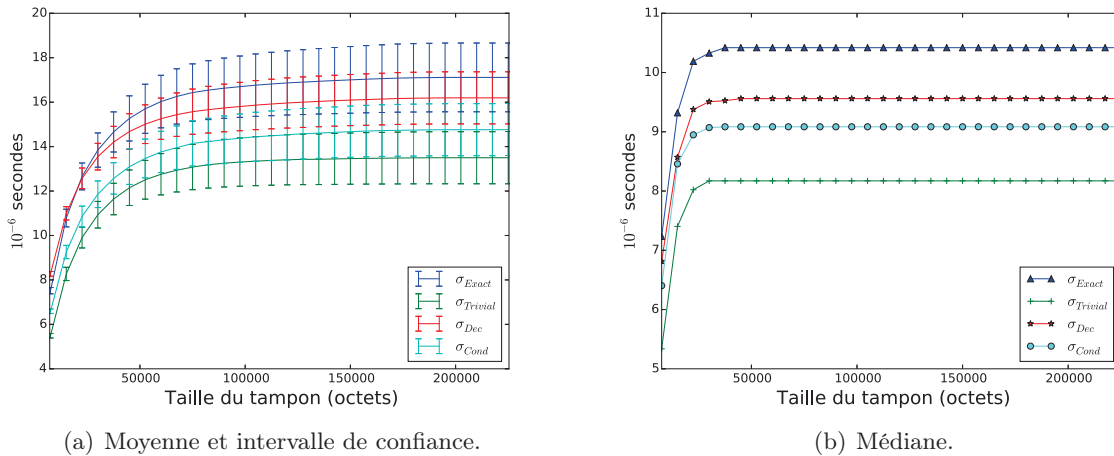 20
18
16
14
12
10
8
6
4
10⁻⁶ secondes
50000 100000 150000 200000
Taille du tampon (octets)
σ_Exact
σ_Trivial
σ_Dec
σ_Cond
(a) Moyenne et intervalle de confiance.
11
10
9
8
7
6
5
10⁻⁶ secondes
50000 100000 150000 200000
Taille du tampon (octets)
σ_Exact
σ_Trivial
σ_Dec
σ_Cond
(b) Médiane.